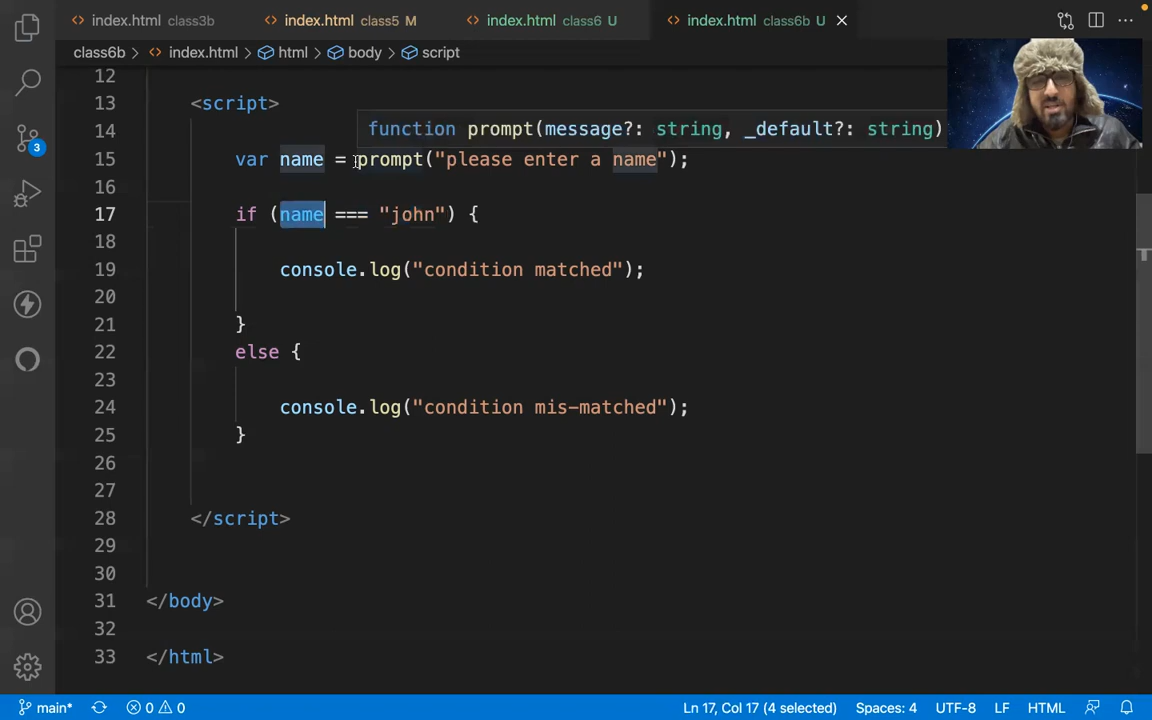 index.html class3b
index.html class5 M
index.html class6 U
index.html class6b U
class6b > index.html > html > body > script
12
13 <script>
14
function prompt(message?: string, _default?: string)
15 var name = prompt("please enter a name");
16
17 if (name === "john") {
18
19 console.log("condition matched");
20
21 }
22 else {
23
24 console.log("condition mis-matched");
25 }
26
27
28 </script>
29
30
31 </body>
32
33 </html>
3
main* 0 0 Ln 17, Col 17 (4 selected) Spaces: 4 UTF-8 LF HTML